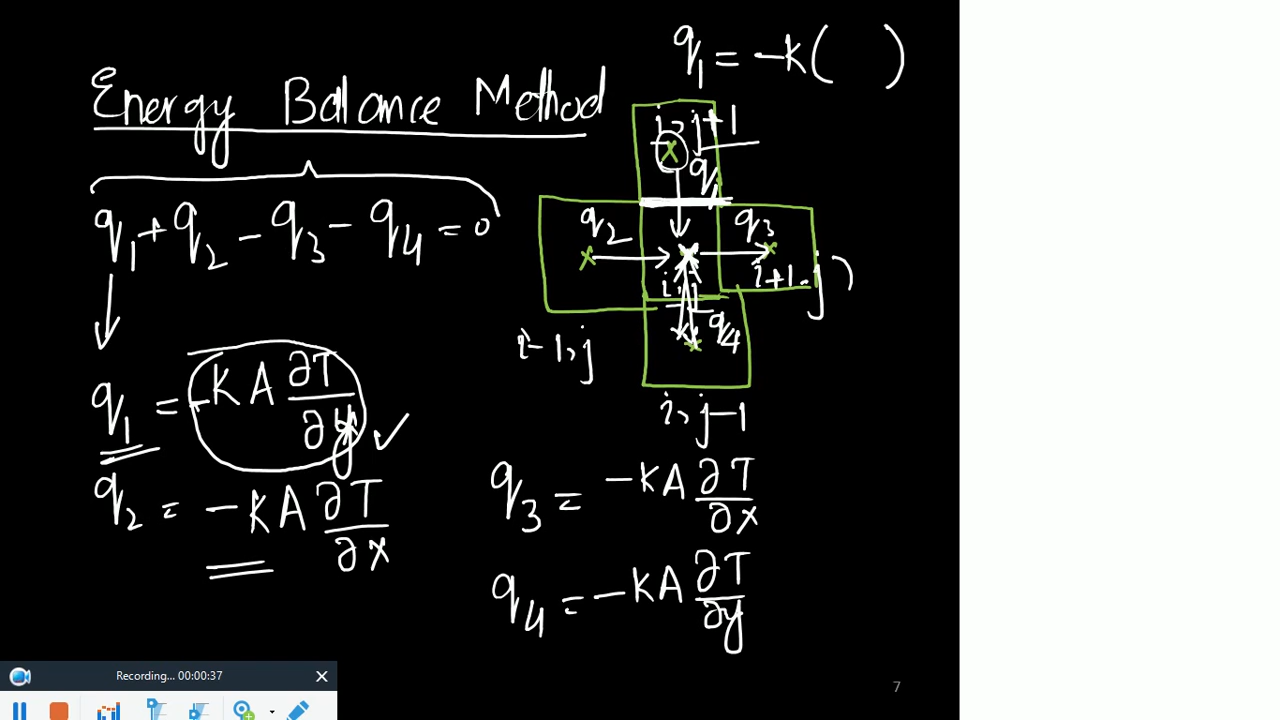 q₁ = -k( )
Energy Balance Method
q₁ + q₂ - q₃ - q₄ = 0
i, j+1
q₁
q₂
q₃
i, j
i+1, j
q₄
i-1, j
i, j-1
q₁ = -KA ∂T/∂y ✓
q₂ = -KA ∂T/∂x
q₃ = -KA ∂T/∂x
q₄ = -KA ∂T/∂y
Recording... 00:00:37
7